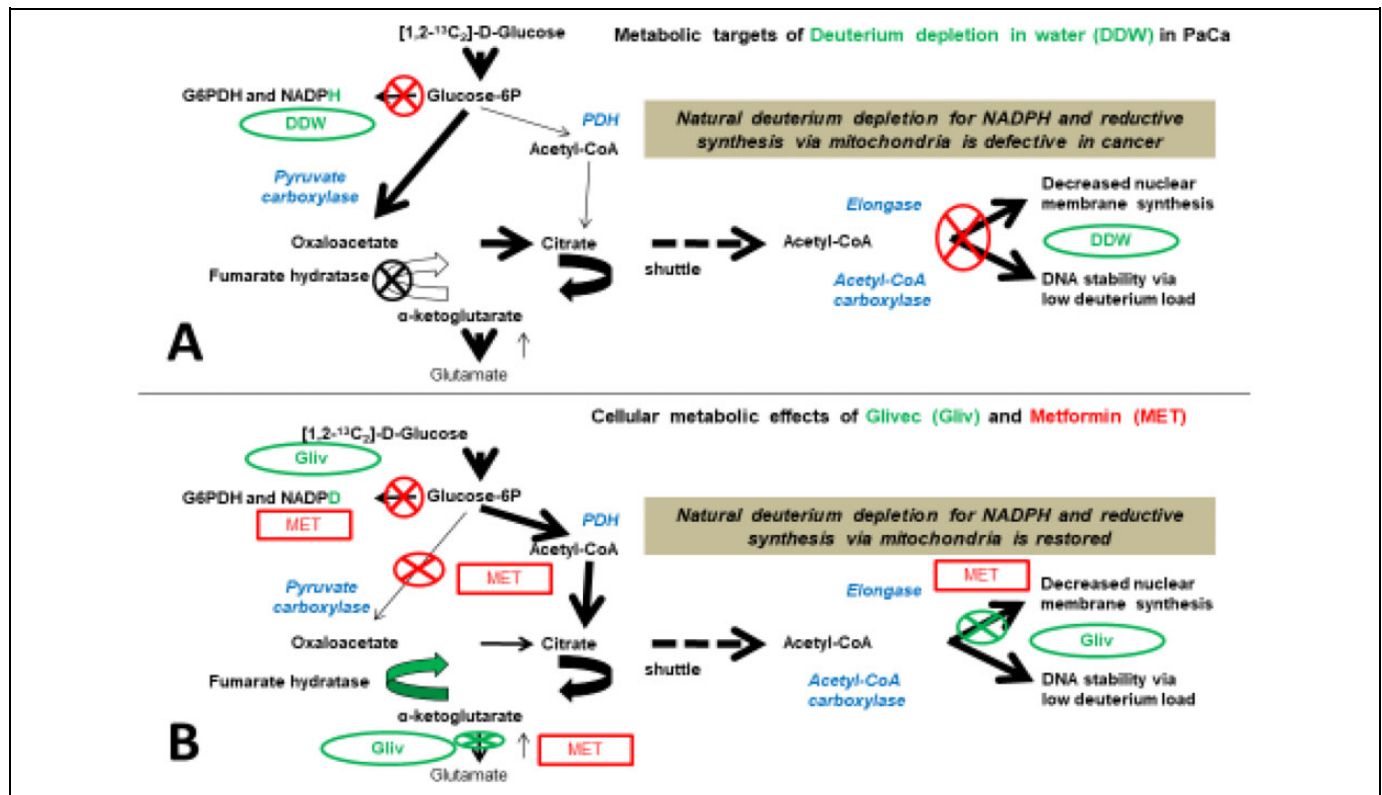 [1,2-¹³C₂]-D-Glucose
Metabolic targets of Deuterium depletion in water (DDW) in PaCa
G6PDH and NADPH
Glucose-6P
DDW
PDH
Acetyl-CoA
Natural deuterium depletion for NADPH and reductive
synthesis via mitochondria is defective in cancer
Pyruvate
carboxylase
Elongase
Decreased nuclear
membrane synthesis
Oxaloacetate
Citrate
shuttle
Acetyl-CoA
DDW
Fumarate hydratase
Acetyl-CoA
carboxylase
DNA stability via
low deuterium load
α-ketoglutarate
Glutamate
A
Cellular metabolic effects of Glivec (Gliv) and Metformin (MET)
[1,2-¹³C₂]-D-Glucose
Gliv
G6PDH and NADPD
Glucose-6P
MET
PDH
Acetyl-CoA
Natural deuterium depletion for NADPH and reductive
synthesis via mitochondria is restored
MET
Pyruvate
carboxylase
Elongase
MET
Decreased nuclear
membrane synthesis
Oxaloacetate
Citrate
shuttle
Acetyl-CoA
Gliv
Fumarate hydratase
Acetyl-CoA
carboxylase
DNA stability via
low deuterium load
α-ketoglutarate
Gliv
MET
Glutamate
B